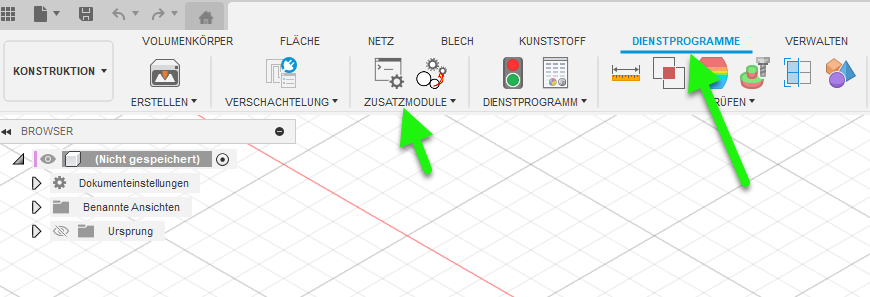 VOLUMENKÖRPER FLÄCHE NETZ BLECH KUNSTSTOFF DIENSTPROGRAMME VERWALTEN
KONSTRUKTION
ERSTELLEN VERSCHACHTELUNG ZUSATZMODULE DIENSTPROGRAMM RÜFEN
BROWSER
(Nicht gespeichert)
Dokumenteinstellungen
Benannte Ansichten
Ursprung